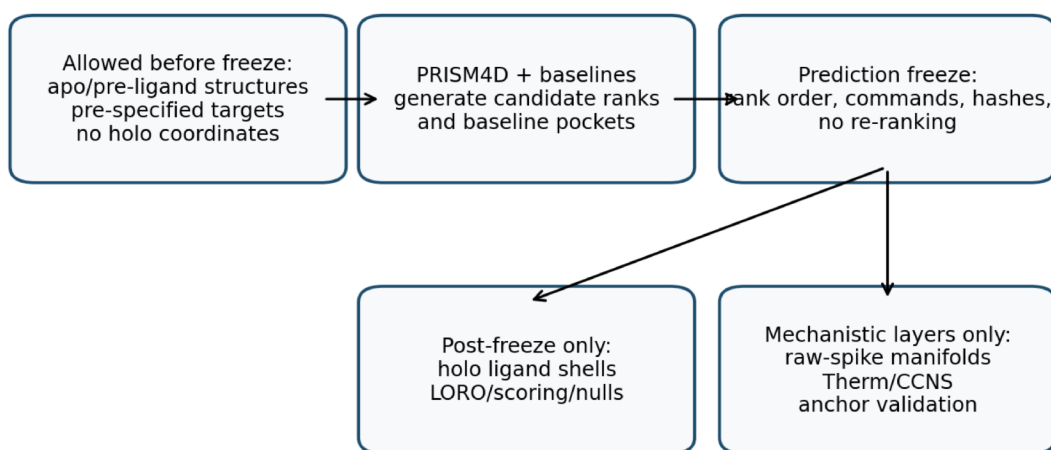 Allowed before freeze:
apo/pre-ligand structures
pre-specified targets
no holo coordinates
PRISM4D + baselines
generate candidate ranks
and baseline pockets
Prediction freeze:
rank order, commands, hashes,
no re-ranking
Post-freeze only:
holo ligand shells
LORO/scoring/nulls
Mechanistic layers only:
raw-spike manifolds
Therm/CCNS
anchor validation